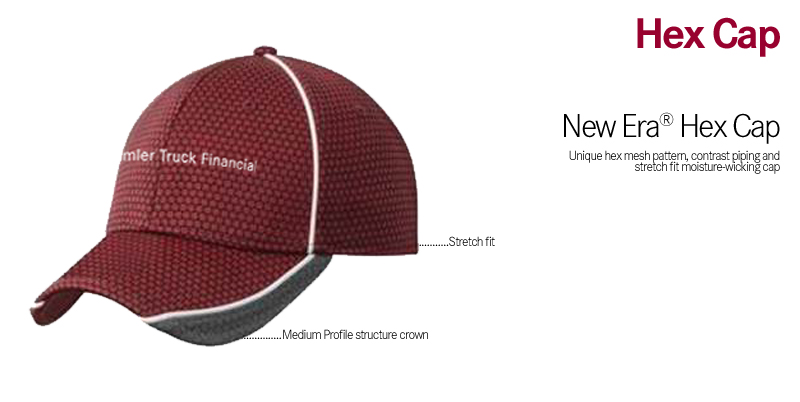 Hex Cap
New Era® Hex Cap
Unique hex mesh pattern, contrast piping and
stretch fit moisture-wicking cap
mler Truck Financial
Stretch fit
Medium Profile structure crown